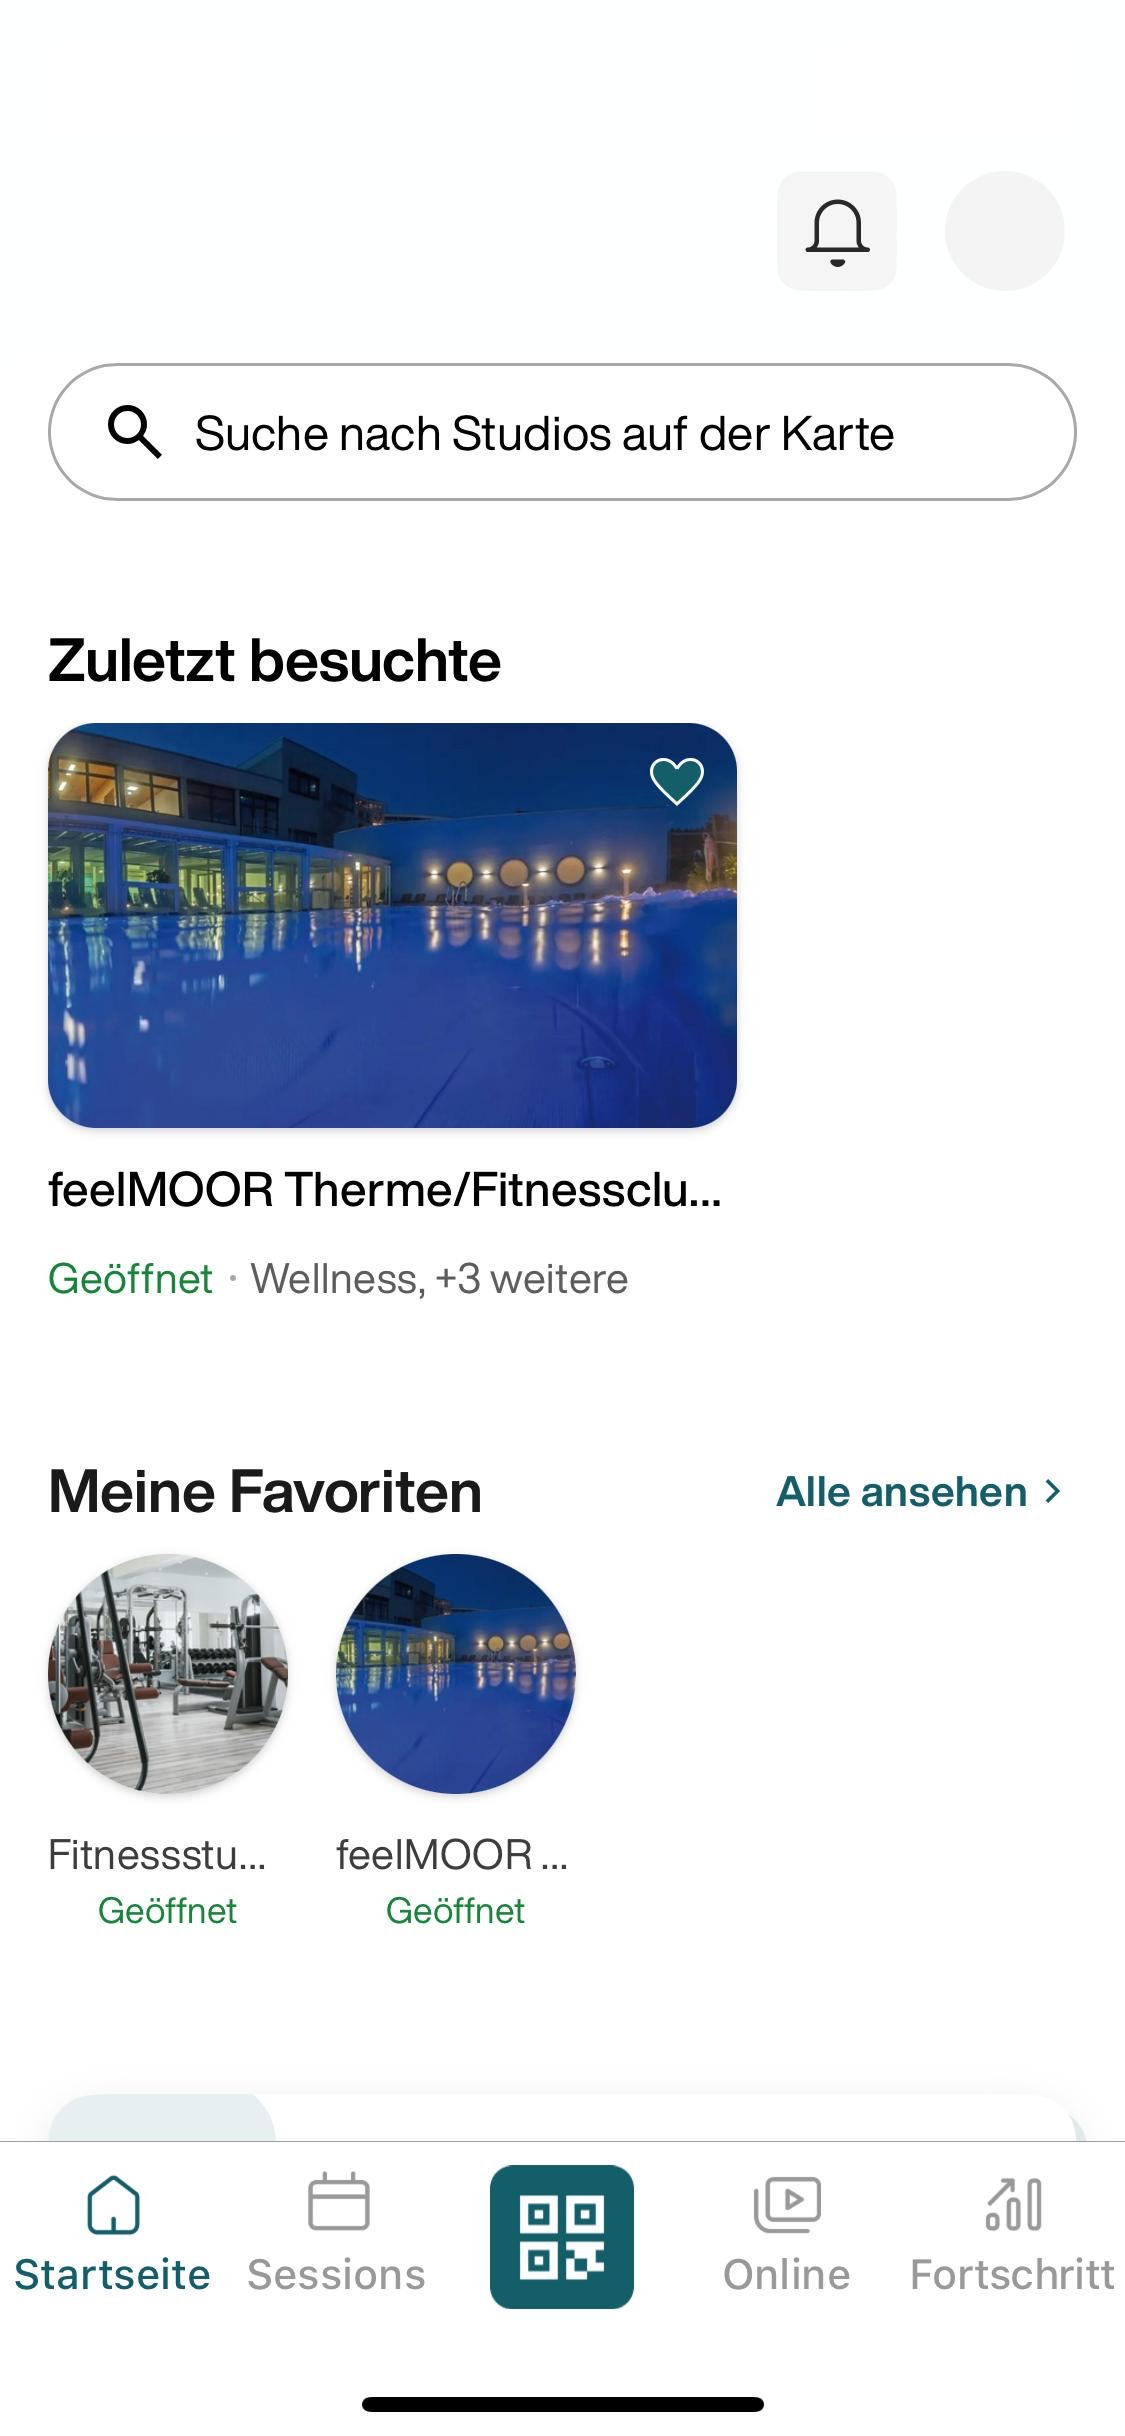 Suche nach Studios auf der Karte
Zuletzt besuchte
feelMOOR Therme/Fitnessclu...
Geöffnet · Wellness, +3 weitere
Meine Favoriten
Alle ansehen
Fitnessstu...
feelMOOR ...
Geöffnet
Geöffnet
Startseite
Sessions
Online
Fortschritt